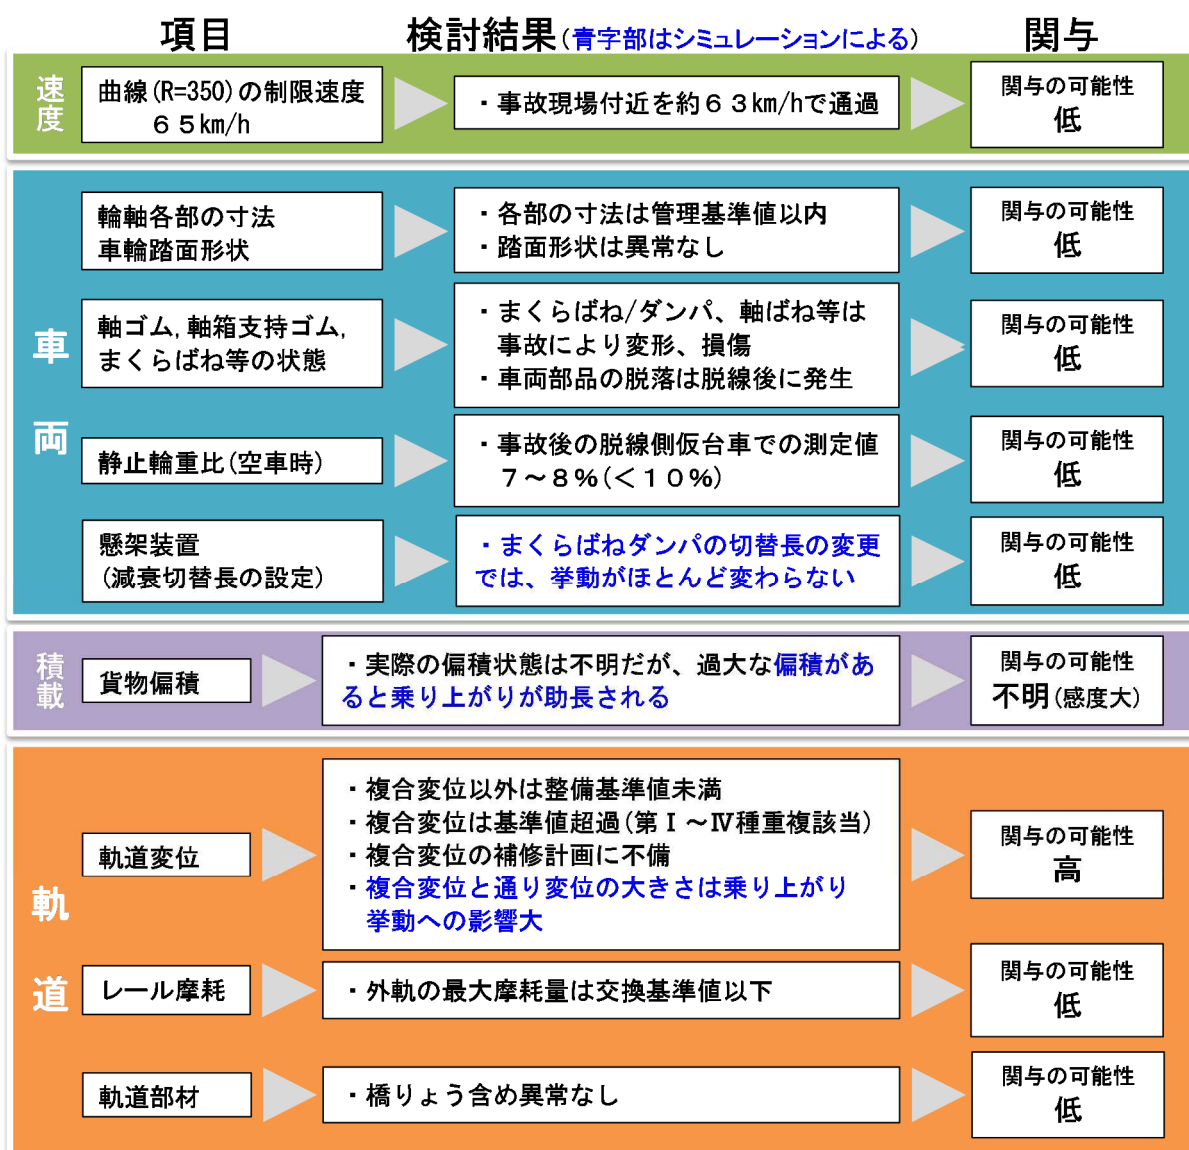 項目 検討結果(青字部はシミュレーションによる) 関与
速度
曲線(R=350)の制限速度
６５km/h
・事故現場付近を約６３km/hで通過
関与の可能性
低
車両
輪軸各部の寸法
車輪踏面形状
・各部の寸法は管理基準値以内
・踏面形状は異常なし
関与の可能性
低
軸ゴム,軸箱支持ゴム,
まくらばね等の状態
・まくらばね/ダンパ、軸ばね等は
事故により変形、損傷
・車両部品の脱落は脱線後に発生
関与の可能性
低
静止輪重比(空車時)
・事故後の脱線側仮台車での測定値
７～８%(＜１０%)
関与の可能性
低
懸架装置
(減衰切替長の設定)
・まくらばねダンパの切替長の変更
では、挙動がほとんど変わらない
関与の可能性
低
積載
貨物偏積
・実際の偏積状態は不明だが、過大な偏積があ
ると乗り上がりが助長される
関与の可能性
不明(感度大)
軌道
軌道変位
・複合変位以外は整備基準値未満
・複合変位は基準値超過(第Ⅰ～Ⅳ種重複該当)
・複合変位の補修計画に不備
・複合変位と通り変位の大きさは乗り上がり
挙動への影響大
関与の可能性
高
レール摩耗
・外軌の最大摩耗量は交換基準値以下
関与の可能性
低
軌道部材
・橋りょう含め異常なし
関与の可能性
低